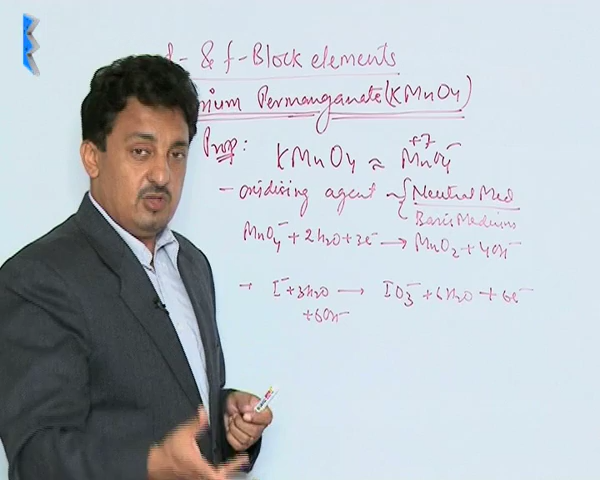 d- & f-Block elements
nium Permanganate (KMnO4)
Prop:
KMnO4 ≈ MnO4⁻
+7
- oxidising agent - { Neutral Med
Basic Medium
MnO4⁻ + 2H2O + 3e⁻ → MnO2 + 4OH⁻
→ I⁻ + 3H2O → IO3⁻ + 6H2O + 6e⁻
+ 6OH⁻